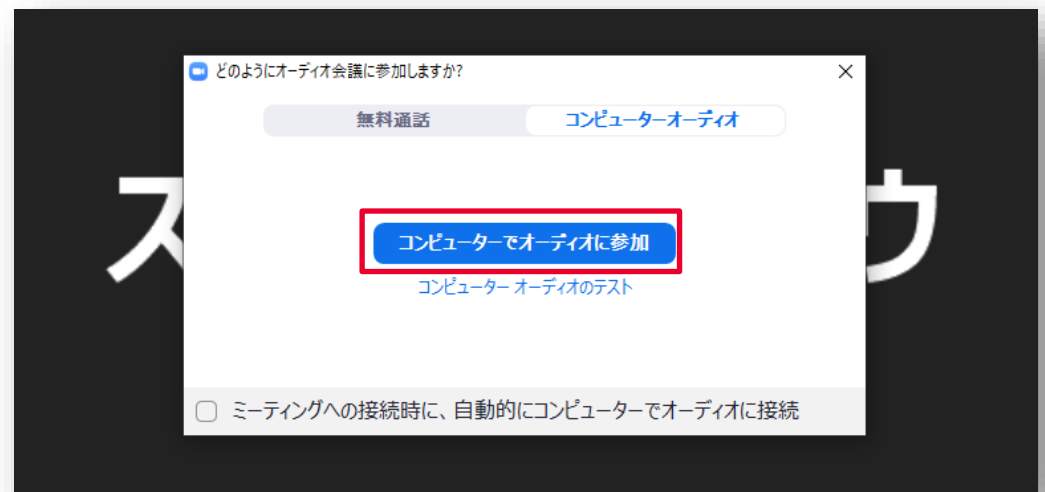 どのようにオーディオ会議に参加しますか?
無料通話
コンピューターオーディオ
ス
ウ
コンピューターでオーディオに参加
コンピューター オーディオのテスト
ミーティングへの接続時に、自動的にコンピューターでオーディオに接続